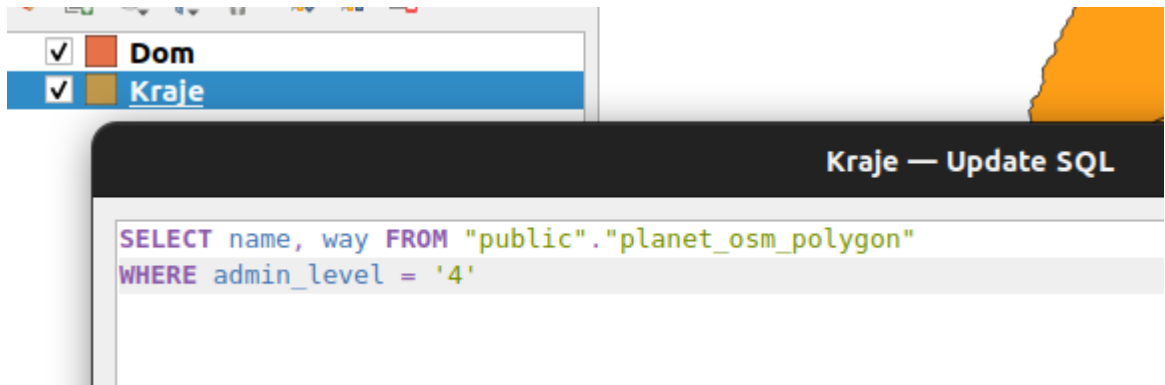 Dom
Kraje
Kraje — Update SQL
SELECT name, way FROM "public"."planet_osm_polygon"
WHERE admin_level = '4'